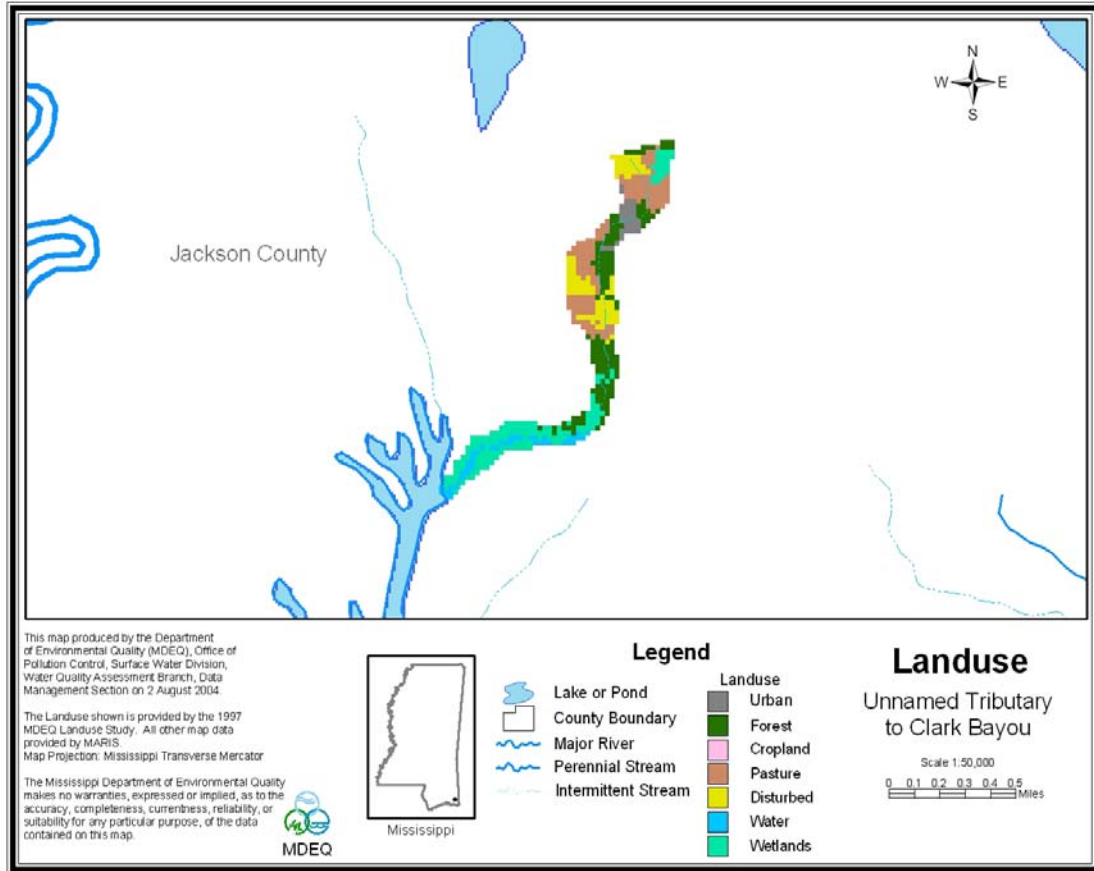 N
W E
S
Jackson County
This map produced by the Department
of Environmental Quality (MDEQ), Office of
Pollution Control, Surface Water Division,
Water Quality Assessment Branch, Data
Management Section on 2 August 2004.
The Landuse shown is provided by the 1997
MDEQ Landuse Study. All other map data
provided by MARIS.
Map Projection: Mississippi Transverse Mercator
The Mississippi Department of Environmental Quality
makes no warranties, expressed or implied, as to the
accuracy, completeness, currentness, reliability, or
suitability for any particular purpose, of the data
contained on this map.
MDEQ
Mississippi
Legend
Lake or Pond
County Boundary
Major River
Perennial Stream
Intermittent Stream
Landuse
Urban
Forest
Cropland
Pasture
Disturbed
Water
Wetlands
Landuse
Unnamed Tributary
to Clark Bayou
Scale 1:50,000
0 0.1 0.2 0.3 0.4 0.5
Miles